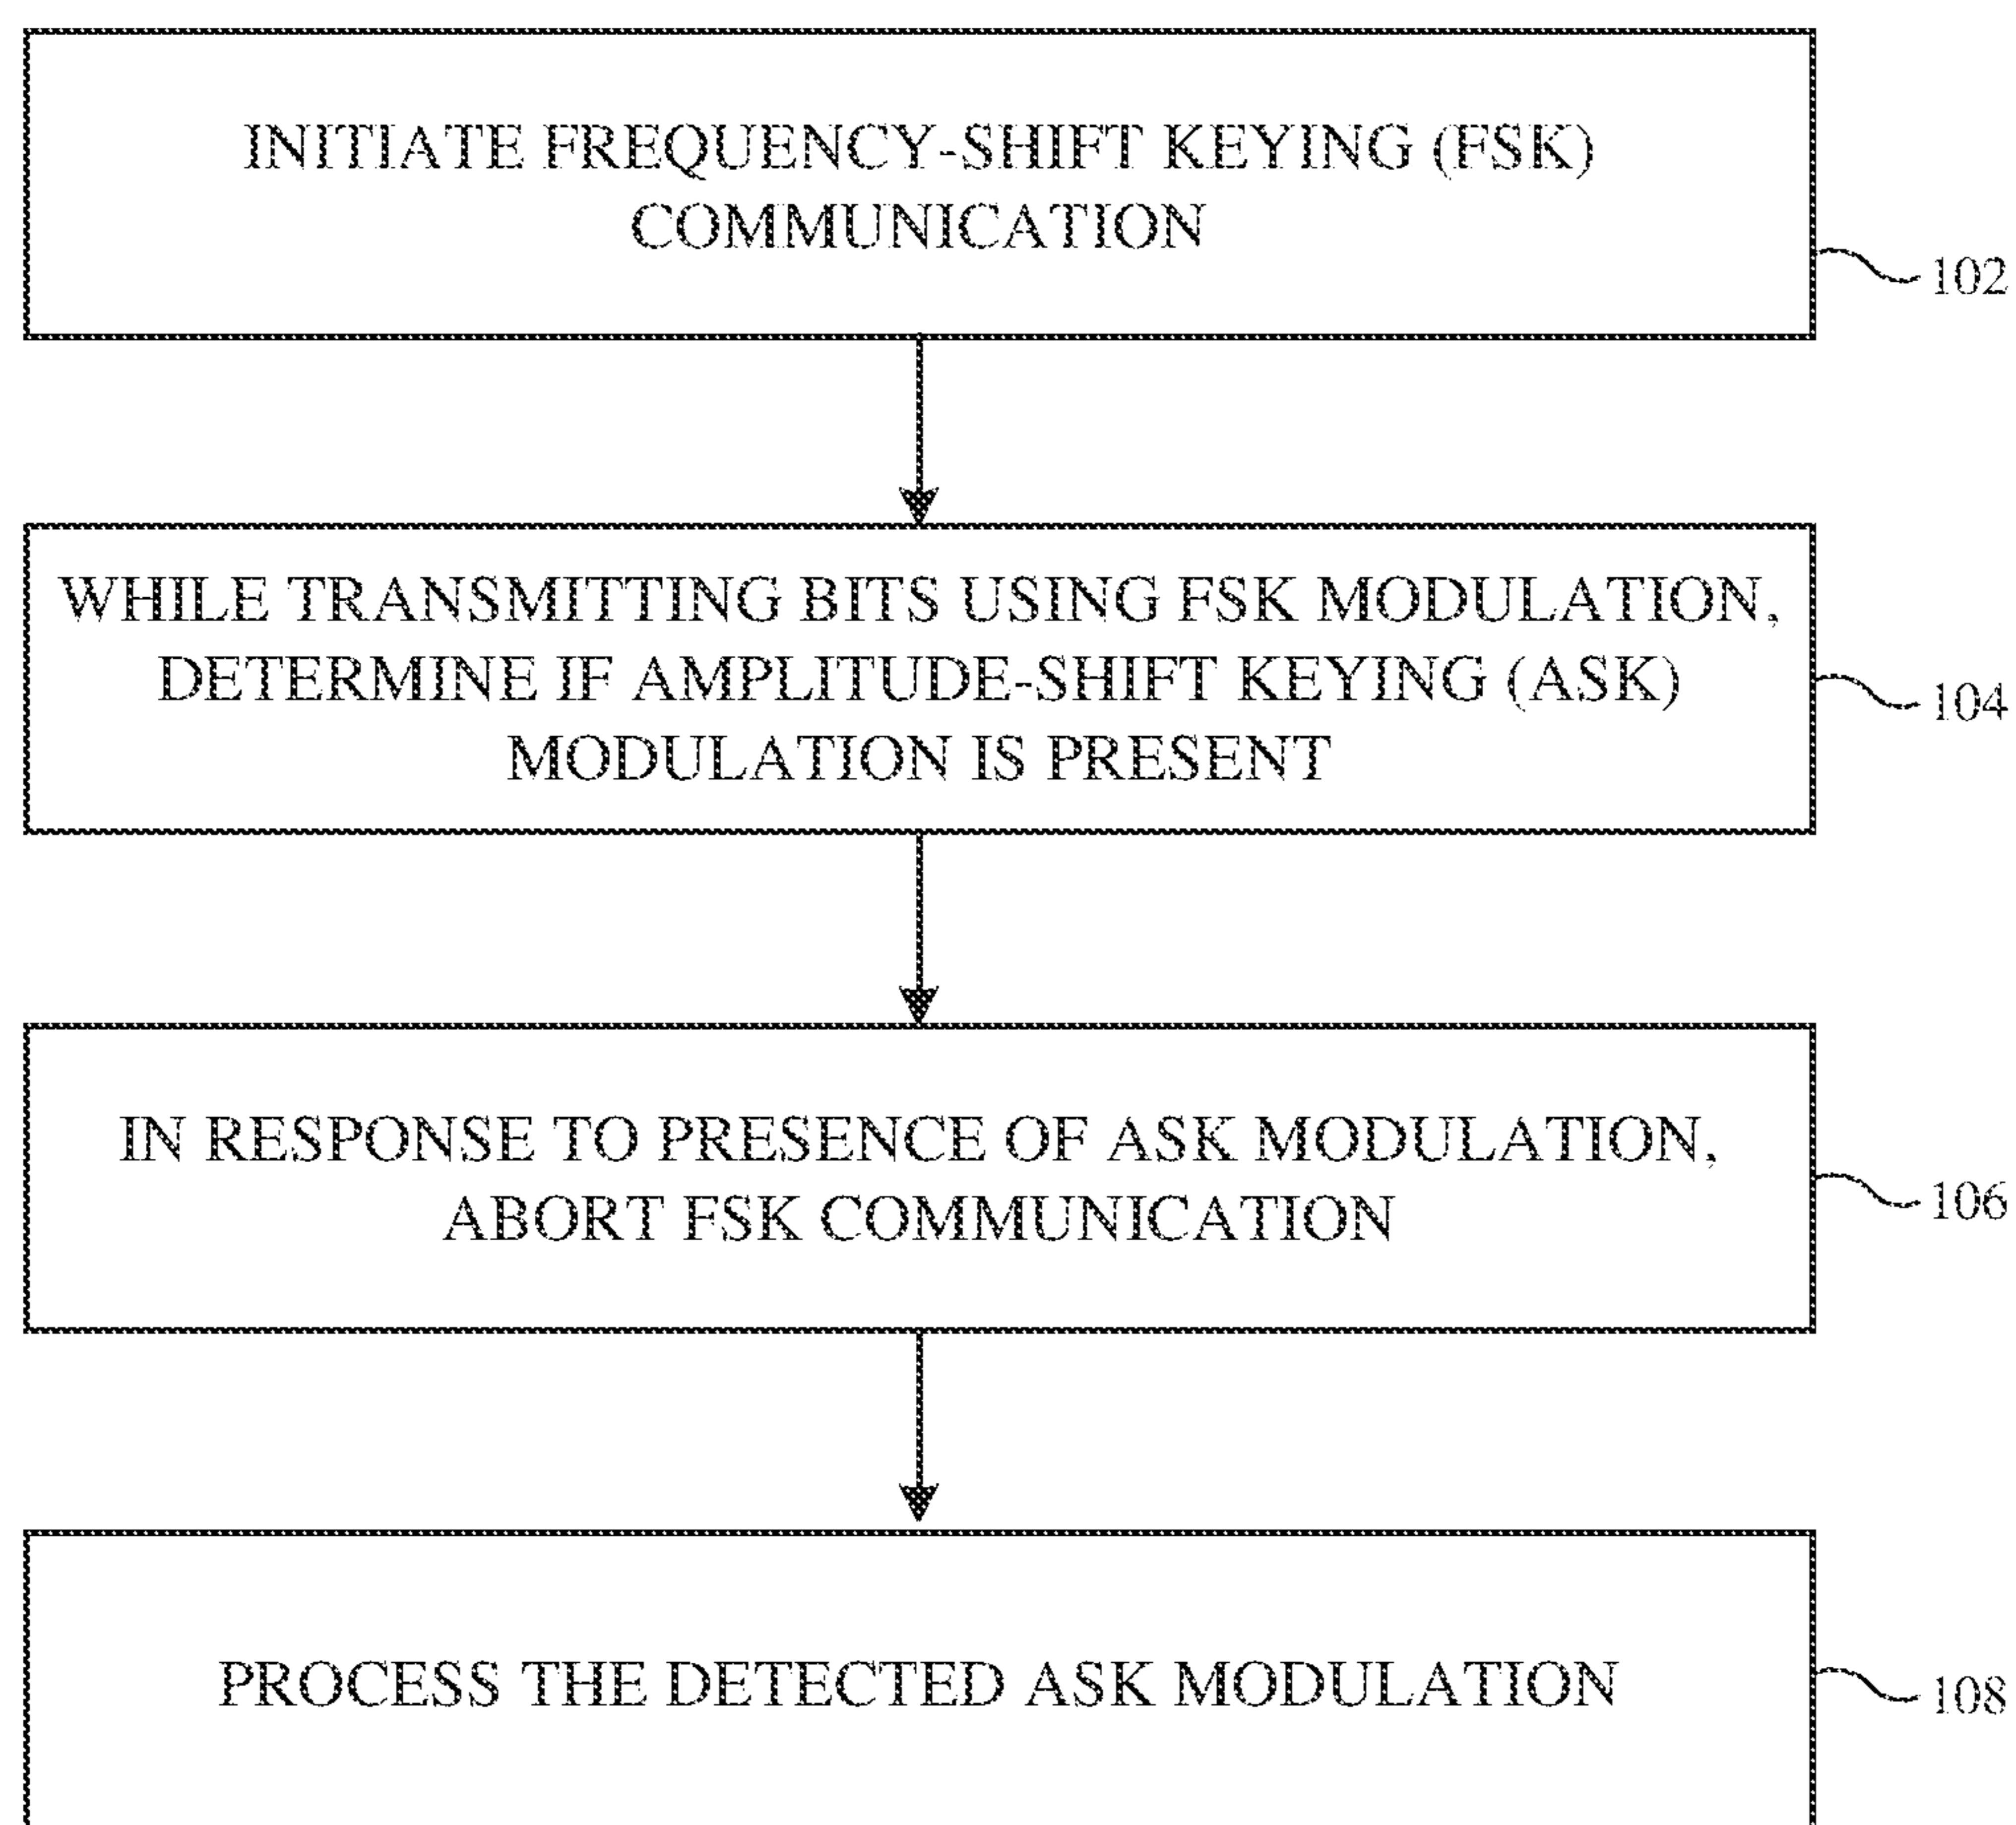 INITIATE FREQUENCY-SHIFT KEYING (FSK)
COMMUNICATION
102
WHILE TRANSMITTING BITS USING FSK MODULATION,
DETERMINE IF AMPLITUDE-SHIFT KEYING (ASK)
MODULATION IS PRESENT
104
IN RESPONSE TO PRESENCE OF ASK MODULATION,
ABORT FSK COMMUNICATION
106
PROCESS THE DETECTED ASK MODULATION
108